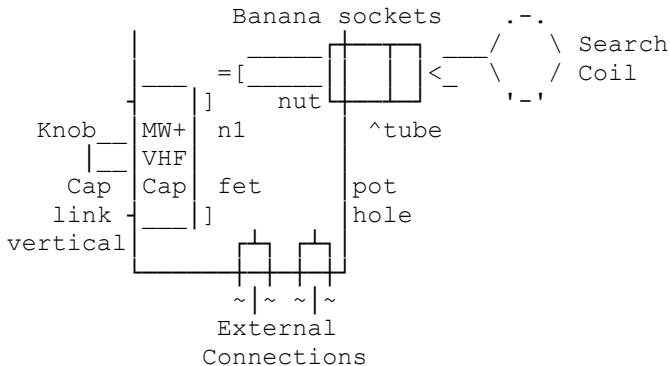 Banana sockets
Search
Coil
nut
Knob MW+ n1 ^tube
VHF
Cap Cap fet pot
link hole
vertical
External
Connections